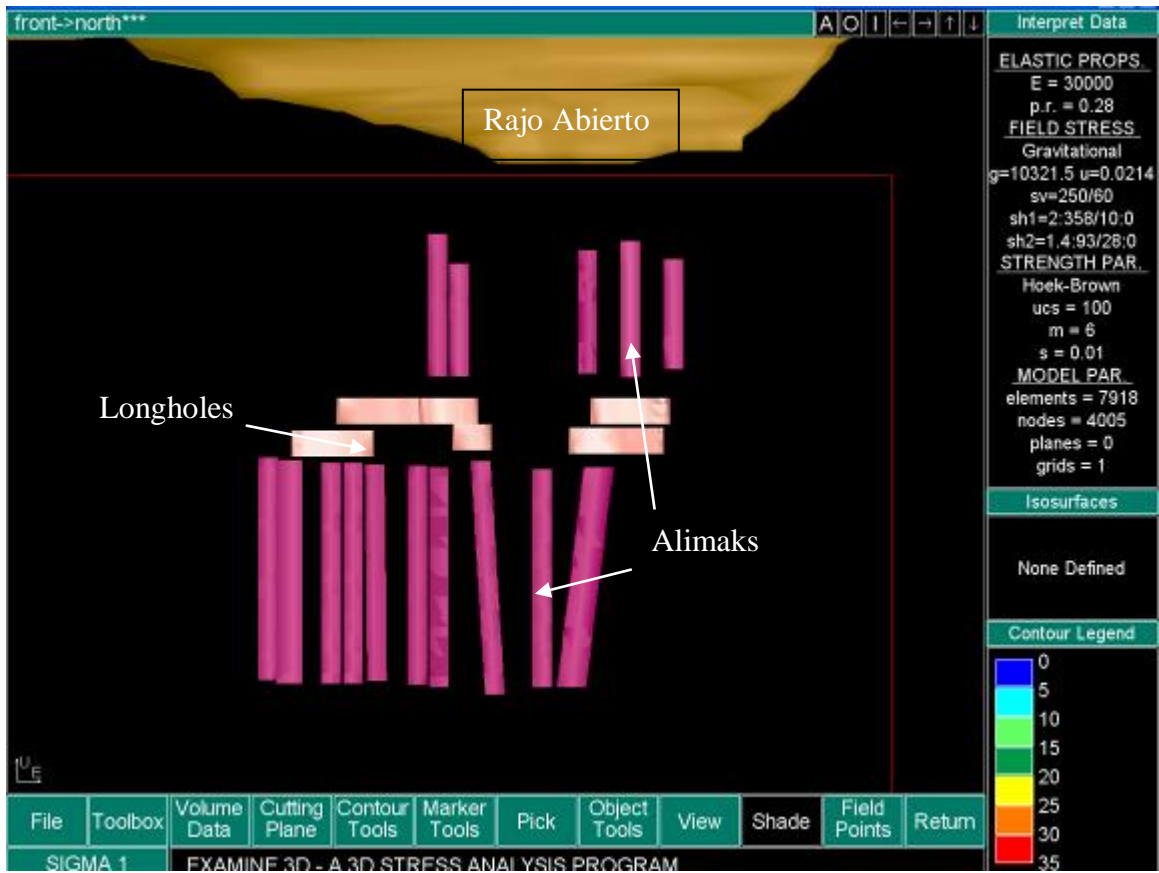 front->north***
A O I ← → ↑ ↓
Interpret Data
Rajo Abierto
Longholes
Alimaks
U
E
ELASTIC PROPS.
E = 30000
p.r. = 0.28
FIELD STRESS
Gravitational
g=10321.5 u=0.0214
sv=250/60
sh1=2:358/10:0
sh2=1.4:93/28:0
STRENGTH PAR.
Hoek-Brown
ucs = 100
m = 6
s = 0.01
MODEL PAR.
elements = 7918
nodes = 4005
planes = 0
grids = 1
Isosurfaces
None Defined
Contour Legend
0
5
10
15
20
25
30
35
File
Toolbox
Volume
Data
Cutting
Plane
Contour
Tools
Marker
Tools
Pick
Object
Tools
View
Shade
Field
Points
Return
SIGMA 1
EXAMINE 3D - A 3D STRESS ANALYSIS PROGRAM